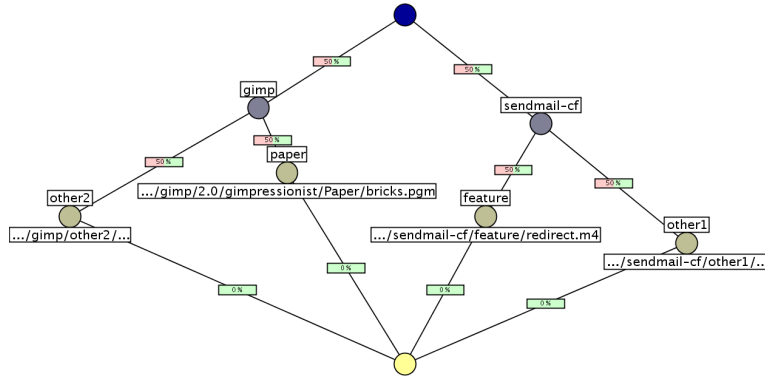 50 %
50 %
gimp
sendmail-cf
50 %
paper
50 %
50 %
50 %
.../gimp/2.0/gimpressionist/Paper/bricks.pgm
other2
feature
other1
.../gimp/other2/...
.../sendmail-cf/feature/redirect.m4
.../sendmail-cf/other1/...
0 %
0 %
0 %
0 %